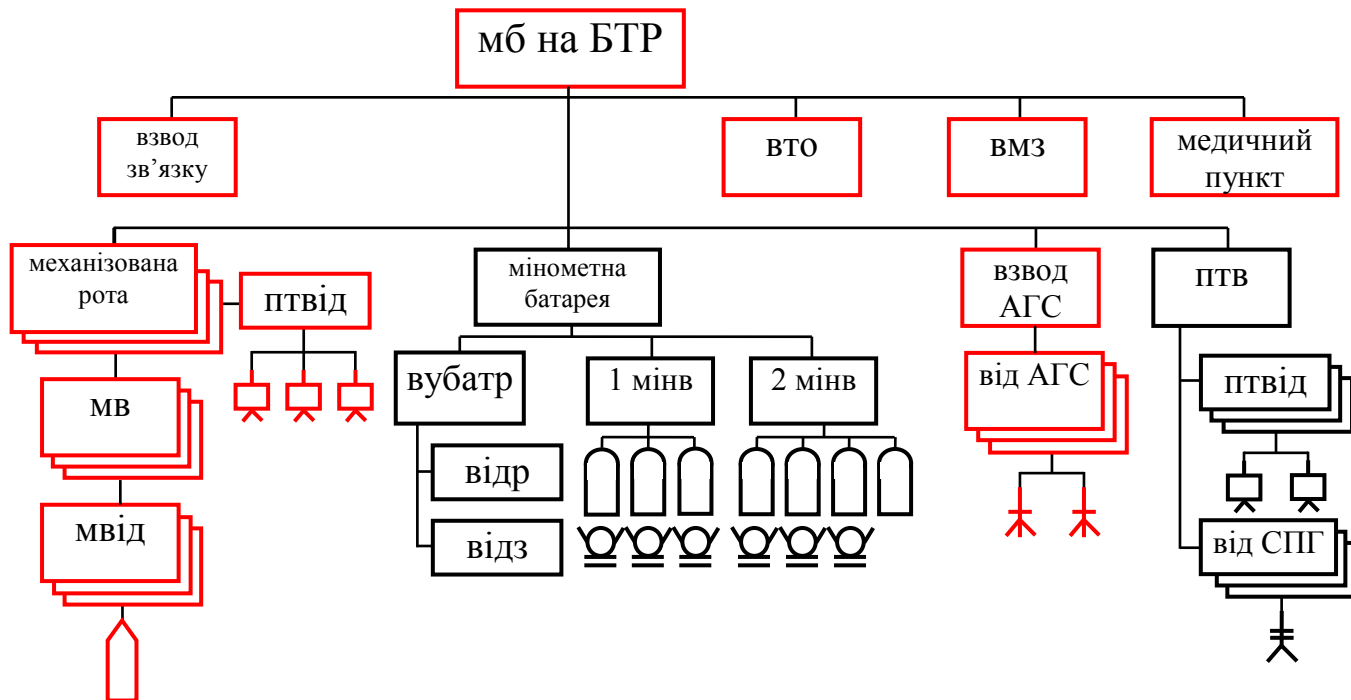 мб на БТР
взвод
зв’язку
вто
вмз
медичний
пункт
механізована
рота
птвід
мінометна
батарея
взвод
АГС
птв
мв
вубатр
1 мінв
2 мінв
від АГС
птвід
відр
мвід
відз
від СПГ